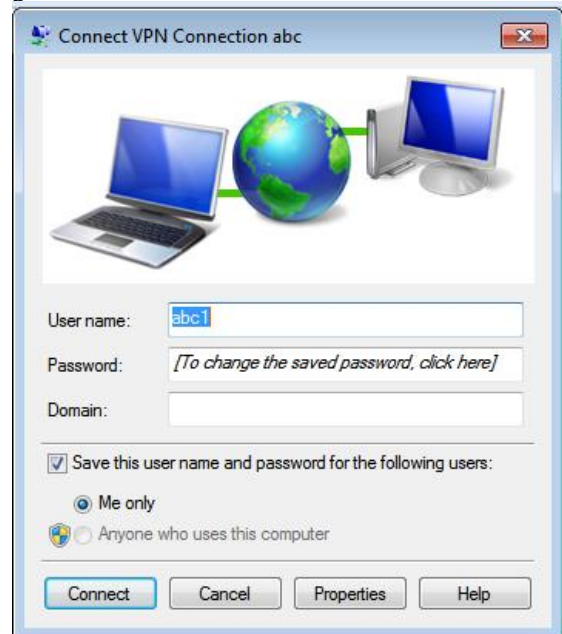 Connect VPN Connection abc
User name:
abc1
Password:
[To change the saved password, click here]
Domain:
Save this user name and password for the following users:
Me only
Anyone who uses this computer
Connect Cancel Properties Help